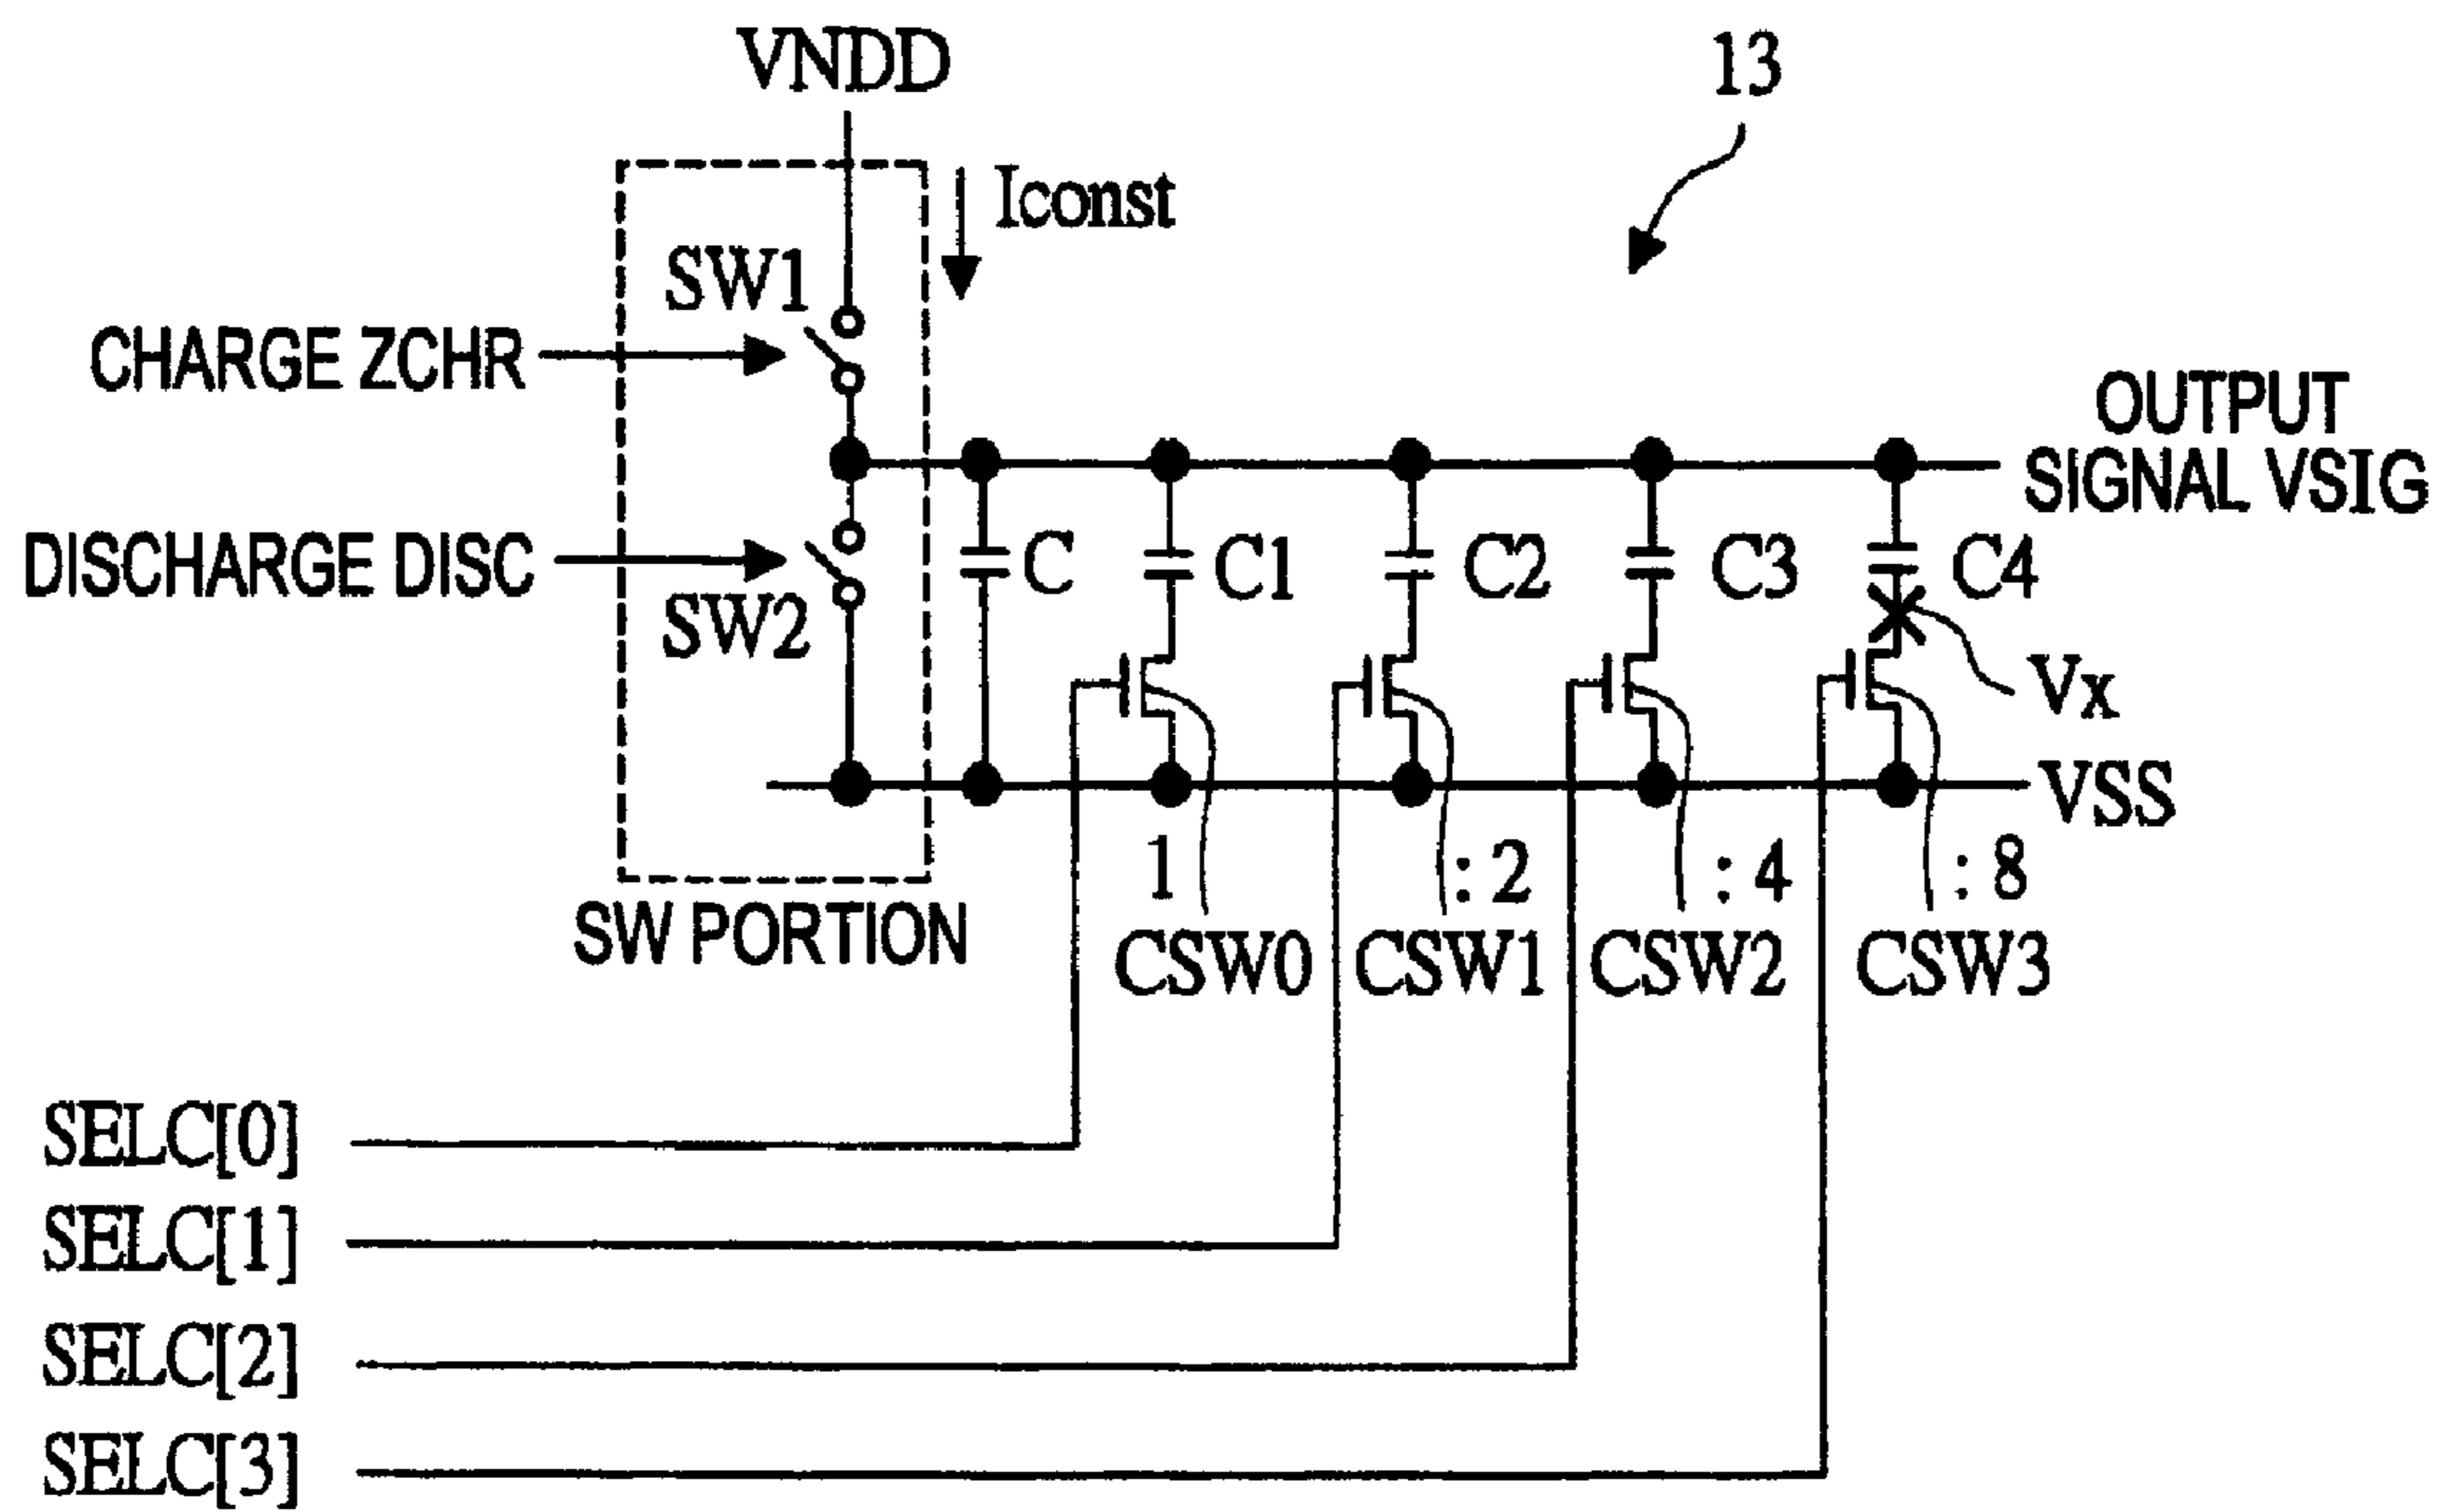 VNDD
13
Iconst
SW1
CHARGE ZCHR
OUTPUT
SIGNAL VSIG
DISCHARGE DISC
SW2
C
C1
C2
C3
C4
Vx
VSS
1
:2
:4
:8
SW PORTION
CSW0
CSW1
CSW2
CSW3
SELC[0]
SELC[1]
SELC[2]
SELC[3]